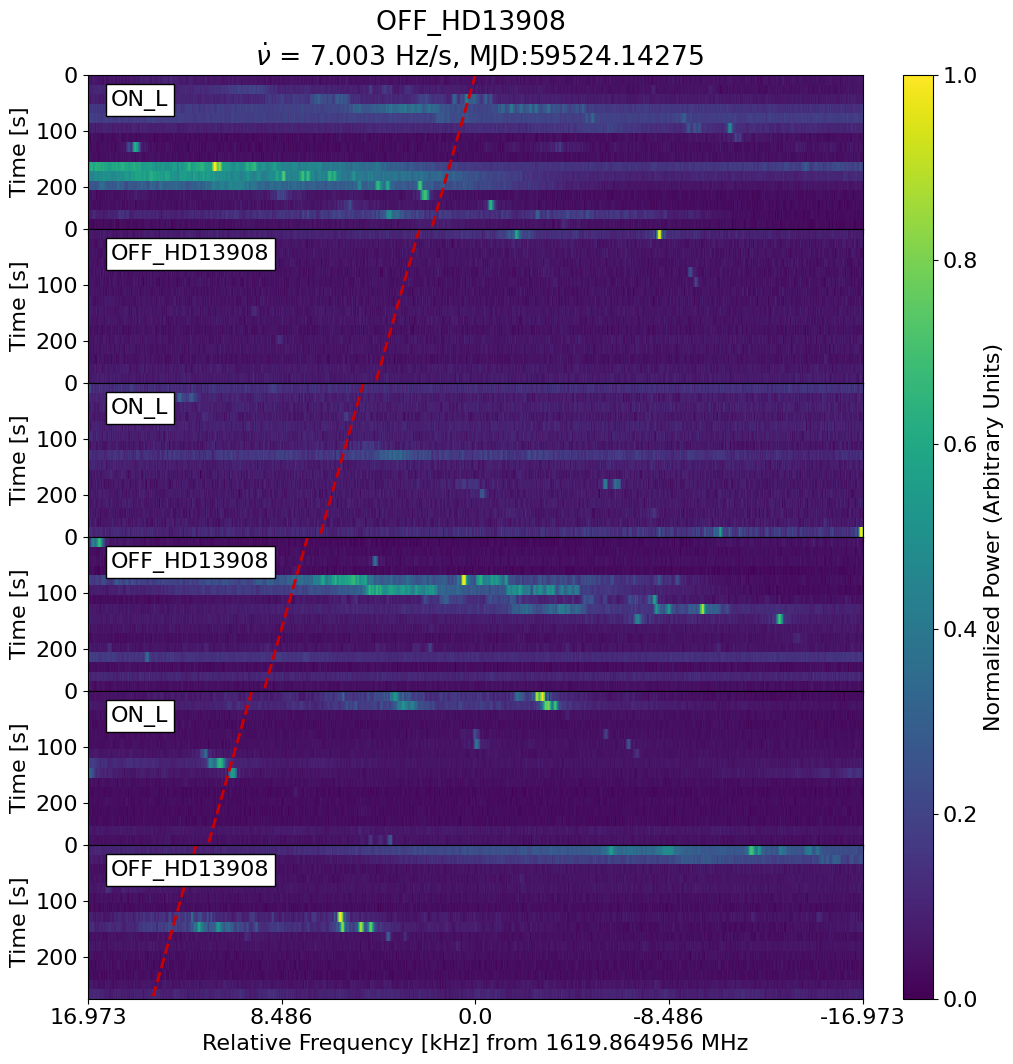 OFF_HD13908
ν̇ = 7.003 Hz/s, MJD:59524.14275
0
100
200
Time [s]
ON_L
0
100
200
Time [s]
OFF_HD13908
0
100
200
Time [s]
ON_L
0
100
200
Time [s]
OFF_HD13908
0
100
200
Time [s]
ON_L
0
100
200
Time [s]
OFF_HD13908
16.973 8.486 0.0 -8.486 -16.973
Relative Frequency [kHz] from 1619.864956 MHz
1.0
0.8
0.6
0.4
0.2
0.0
Normalized Power (Arbitrary Units)